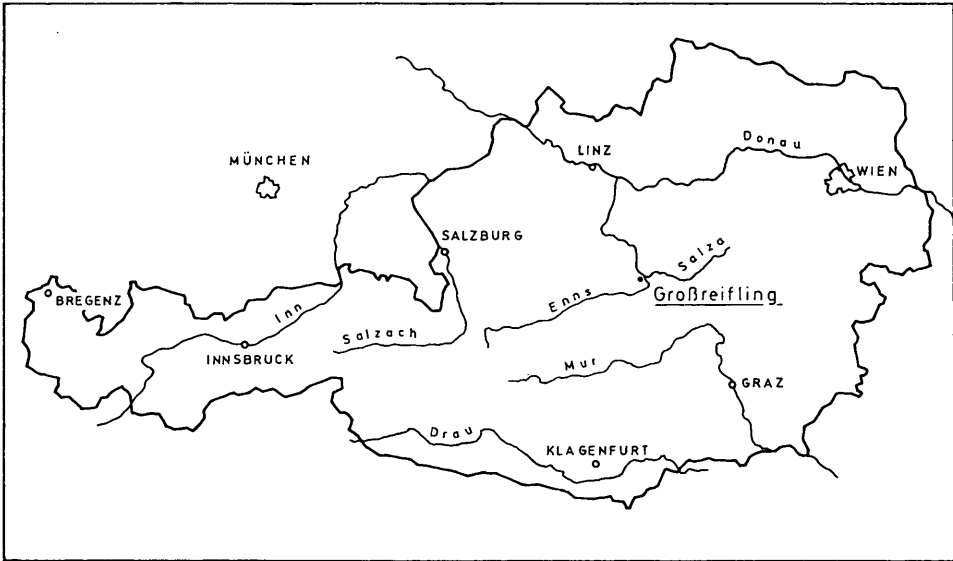 Donau
LINZ
MÜNCHEN
WIEN
SALZBURG
Salza
BREGENZ
Inn
Enns
Großreifling
Salzach
INNSBRUCK
Mur
GRAZ
Drau
KLAGENFURT